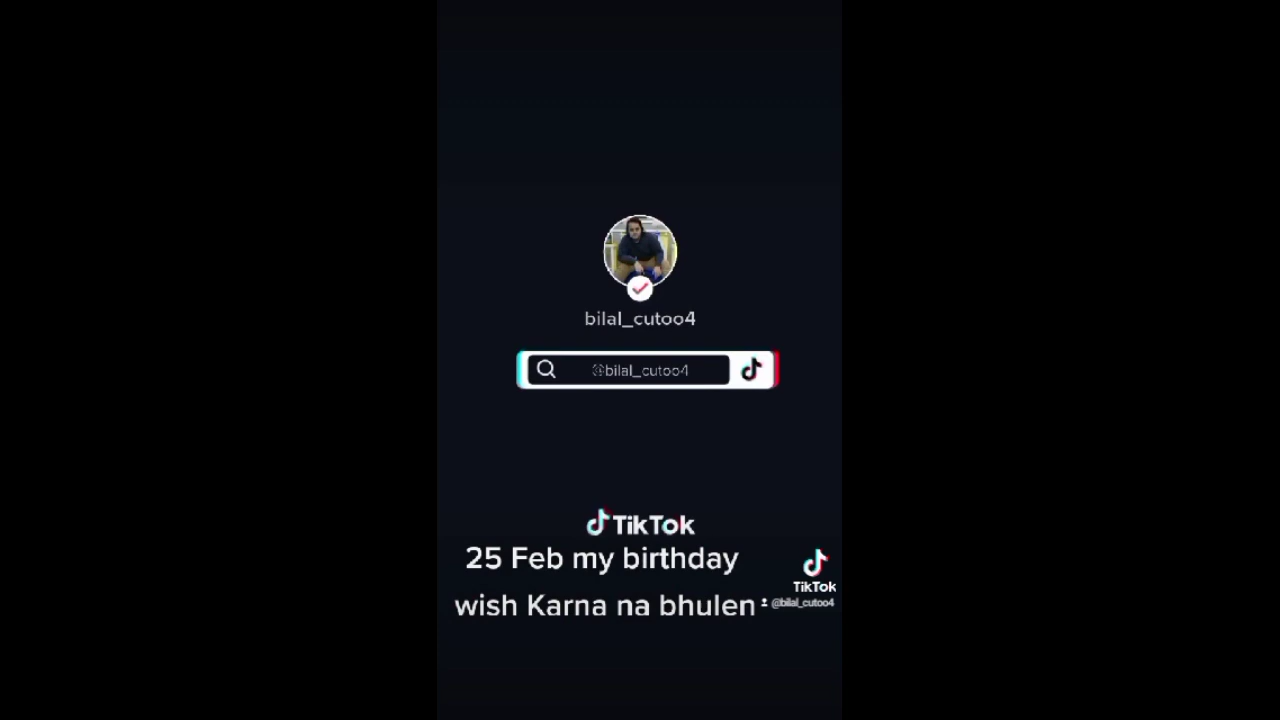 bilal_cutoo4
@bilal_cutoo4
TikTok
25 Feb my birthday
wish Karna na bhulen
TikTok
@bilal_cutoo4